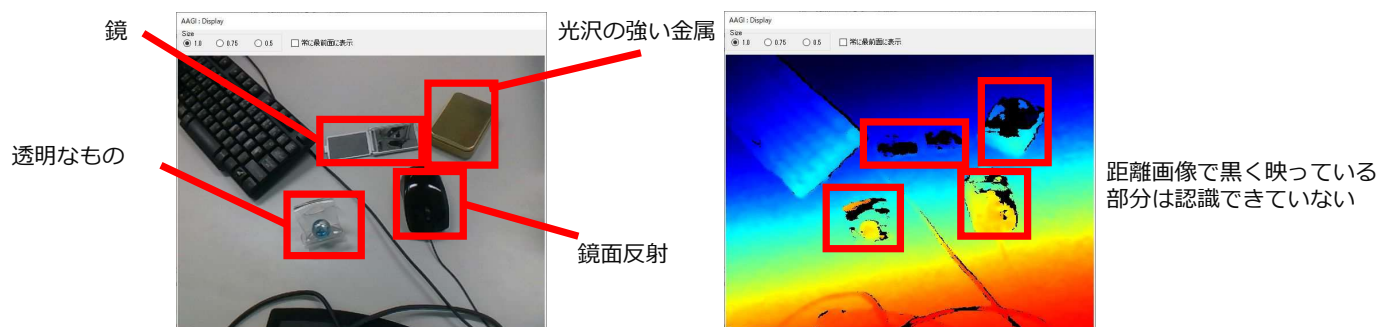 AAGI : Display
Size
1.0 0.75 0.5 常に最前面に表示
鏡
光沢の強い金属
透明なもの
鏡面反射
AAGI : Display
Size
1.0 0.75 0.5 常に最前面に表示
距離画像で黒く映っている
部分は認識できていない